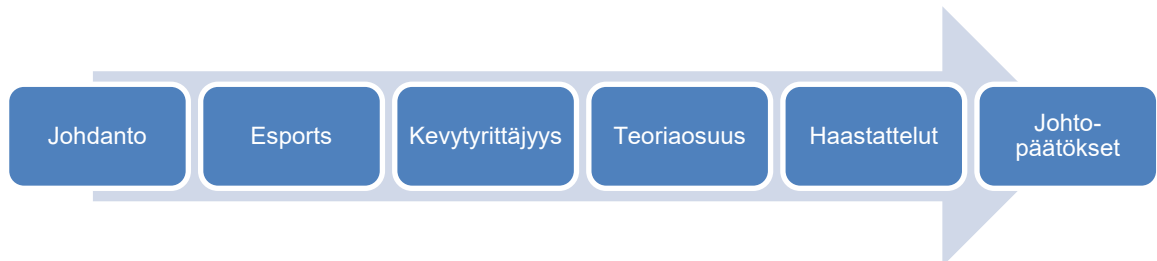 Johdanto
Esports
Kevytyrittäjyys
Teoriaosuus
Haastattelut
Johto-
päätökset